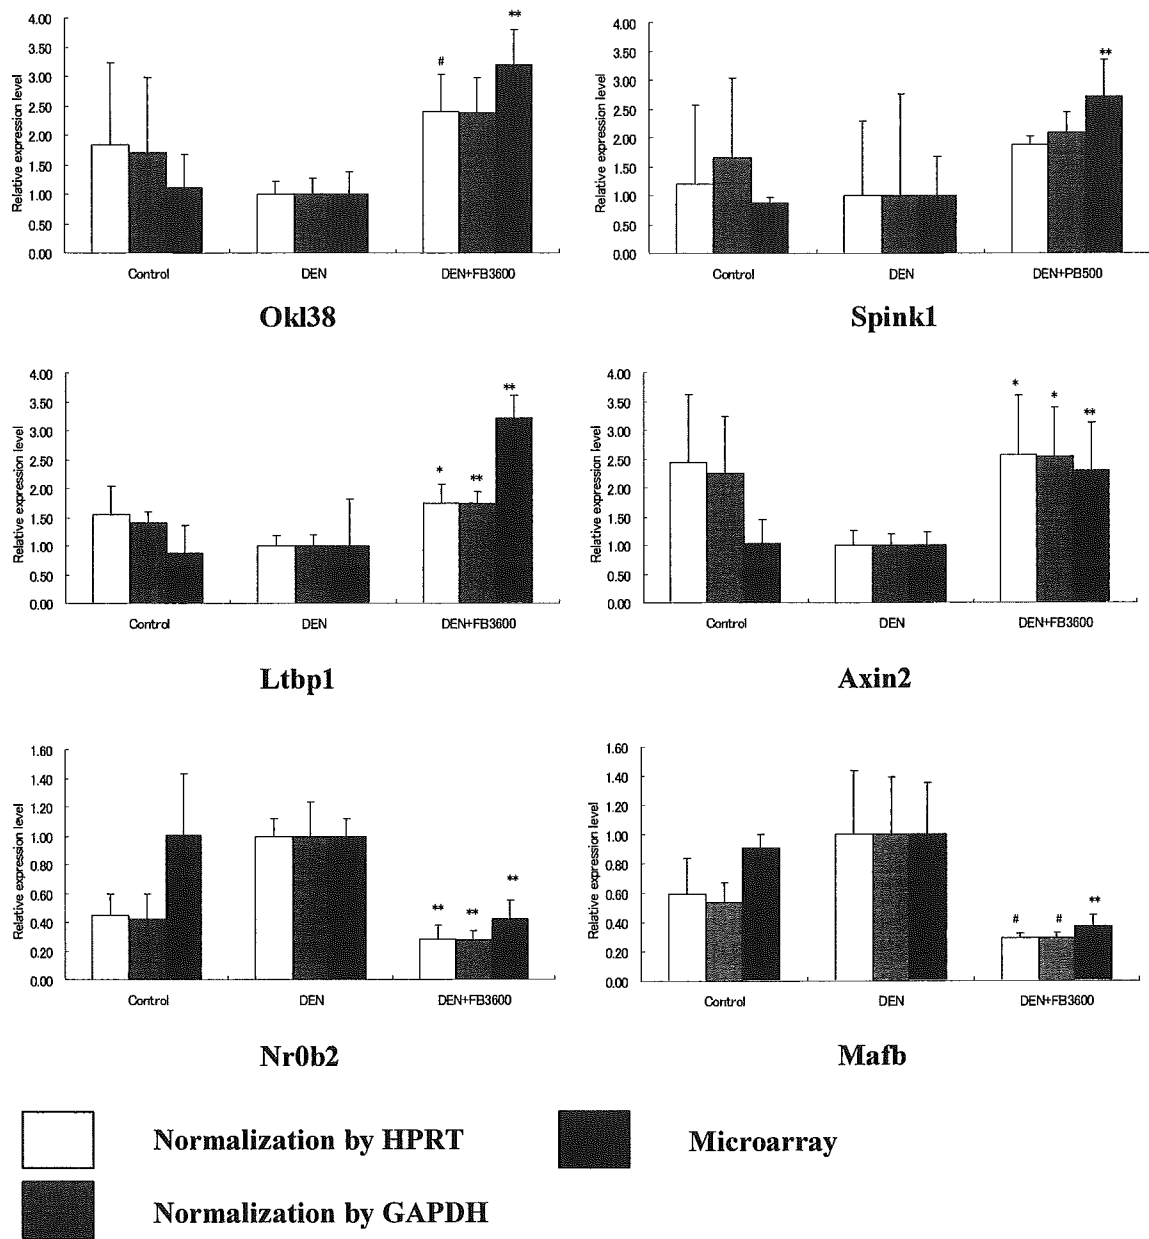 4.00
3.50
3.00
2.50
2.00
1.50
1.00
0.50
0.00
Relative expression level
#
**
Control
DEN
DEN+FB3600
Okl38
4.00
3.50
3.00
2.50
2.00
1.50
1.00
0.50
0.00
Relative expression level
**
Control
DEN
DEN+PB500
Spink1
4.00
3.50
3.00
2.50
2.00
1.50
1.00
0.50
0.00
Relative expression level
*
**
**
Control
DEN
DEN+FB3600
Ltbp1
4.00
3.50
3.00
2.50
2.00
1.50
1.00
0.50
0.00
Relative expression level
*
*
**
Control
DEN
DEN+FB3600
Axin2
1.60
1.40
1.20
1.00
0.80
0.60
0.40
0.20
0.00
Relative expression level
**
**
**
Control
DEN
DEN+FB3600
Nr0b2
1.60
1.40
1.20
1.00
0.80
0.60
0.40
0.20
0.00
Relative expression level
#
#
**
Control
DEN
DEN+FB3600
Mafb
Normalization by HPRT
Microarray
Normalization by GAPDH